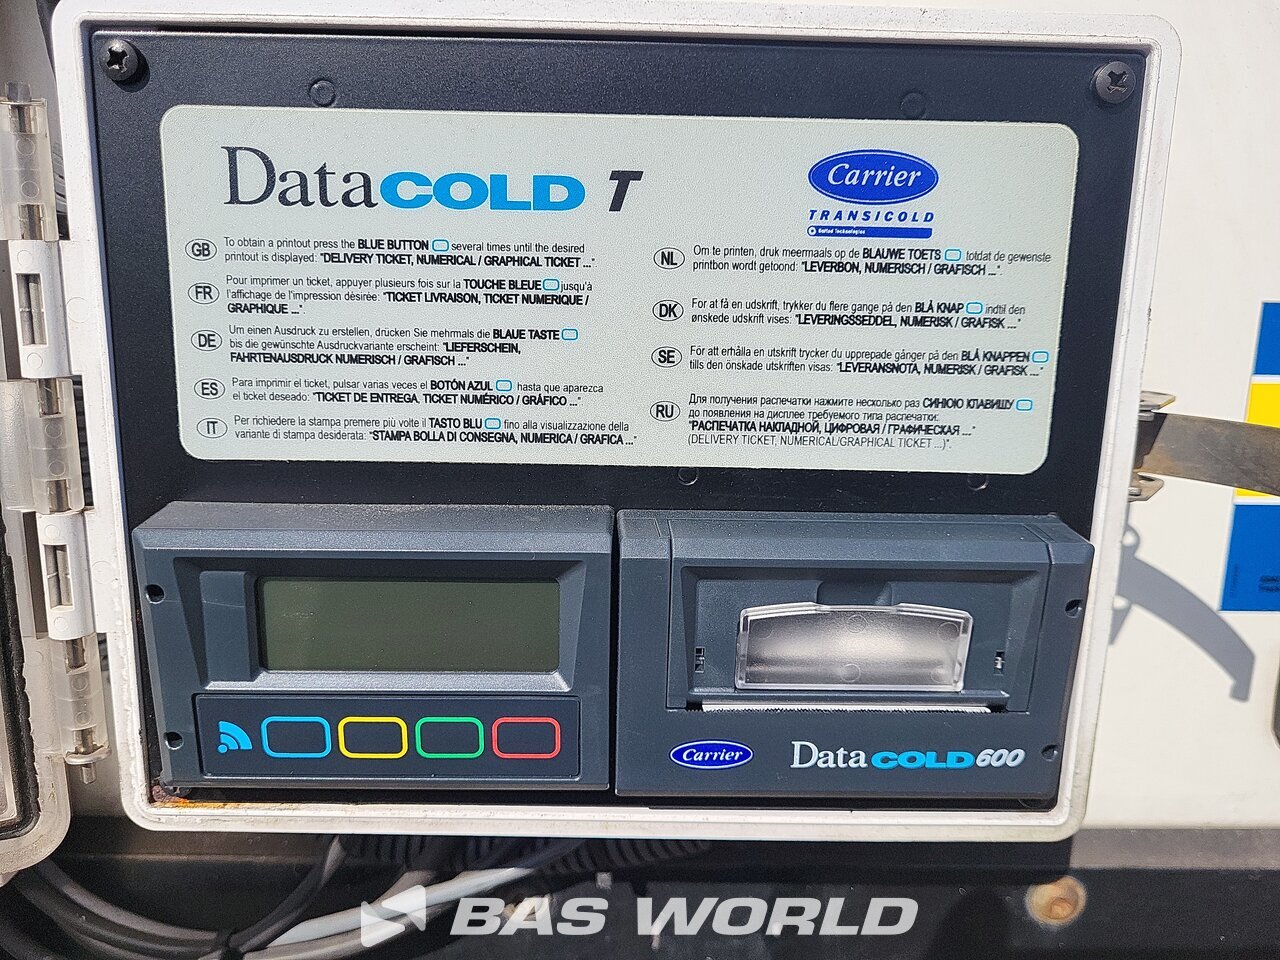 DataCOLD T
Carrier
TRANSICOLD
United Technologies
GB To obtain a printout press the BLUE BUTTON several times until the desired
printout is displayed: "DELIVERY TICKET, NUMERICAL / GRAPHICAL TICKET ..."
FR Pour imprimer un ticket, appuyer plusieurs fois sur la TOUCHE BLEUE jusqu'à
l'affichage de l'impression désirée: "TICKET LIVRAISON, TICKET NUMERIQUE /
GRAPHIQUE ..."
DE Um einen Ausdruck zu erstellen, drücken Sie mehrmals die BLAUE TASTE
bis die gewünschte Ausdruckvariante erscheint: "LIEFERSCHEIN,
FAHRTENAUSDRUCK NUMERISCH / GRAFISCH ..."
ES Para imprimir el ticket, pulsar varias veces el BOTÓN AZUL hasta que aparezca
el ticket deseado: "TICKET DE ENTREGA, TICKET NUMÉRICO / GRÁFICO ..."
IT Per richiedere la stampa premere più volte il TASTO BLU fino alla visualizzazione della
variante di stampa desiderata: "STAMPA BOLLA DI CONSEGNA, NUMERICA / GRAFICA ..."
NL Om te printen, druk meermaals op de BLAUWE TOETS totdat de gewenste
printbon wordt getoond: "LEVERBON, NUMERISCH / GRAFISCH ..."
DK For at få en udskrift, trykker du flere gange på den BLÅ KNAP indtil den
ønskede udskrift vises: "LEVERINGSSEDDEL, NUMERISK / GRAFISK ..."
SE För att erhålla en utskrift trycker du upprepade gånger på den BLÅ KNAPPEN
tills den önskade utskriften visas: "LEVERANSNOTA, NUMERISK / GRAFISK ..."
RU Для получения распечатки нажмите несколько раз СИНЮЮ КЛАВИШУ
до появления на дисплее требуемого типа распечатки:
"РАСПЕЧАТКА НАКЛАДНОЙ, ЦИФРОВАЯ / ГРАФИЧЕСКАЯ ..."
(DELIVERY TICKET, NUMERICAL/GRAPHICAL TICKET ...)".
Carrier
DataCOLD600
BAS WORLD